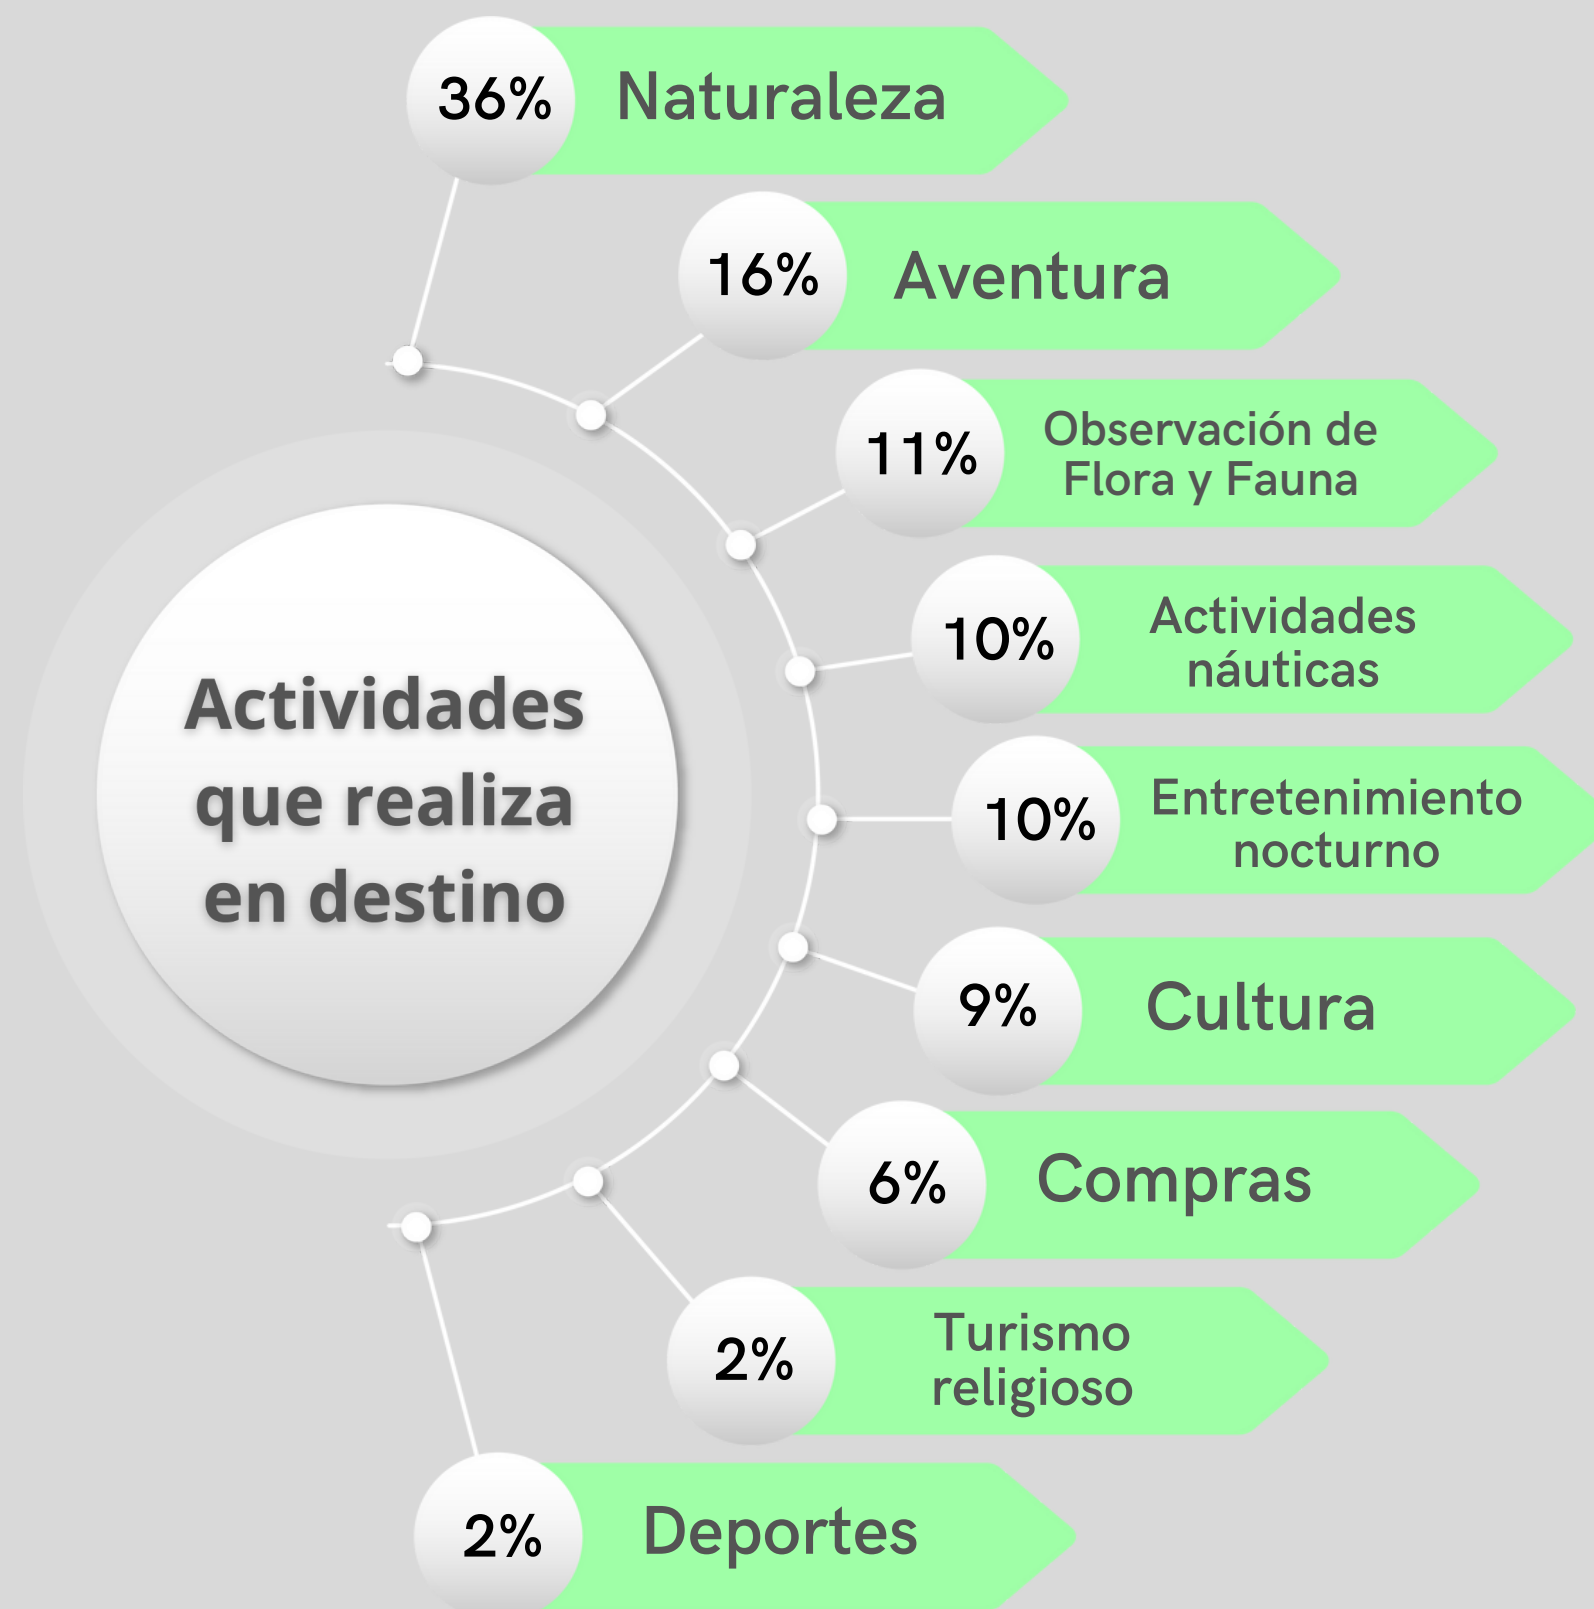 36% Naturaleza
16% Aventura
11% Observación de
Flora y Fauna
10% Actividades
náuticas
10% Entretenimiento
nocturno
Actividades
que realiza
en destino
9% Cultura
6% Compras
2% Turismo
religioso
2% Deportes